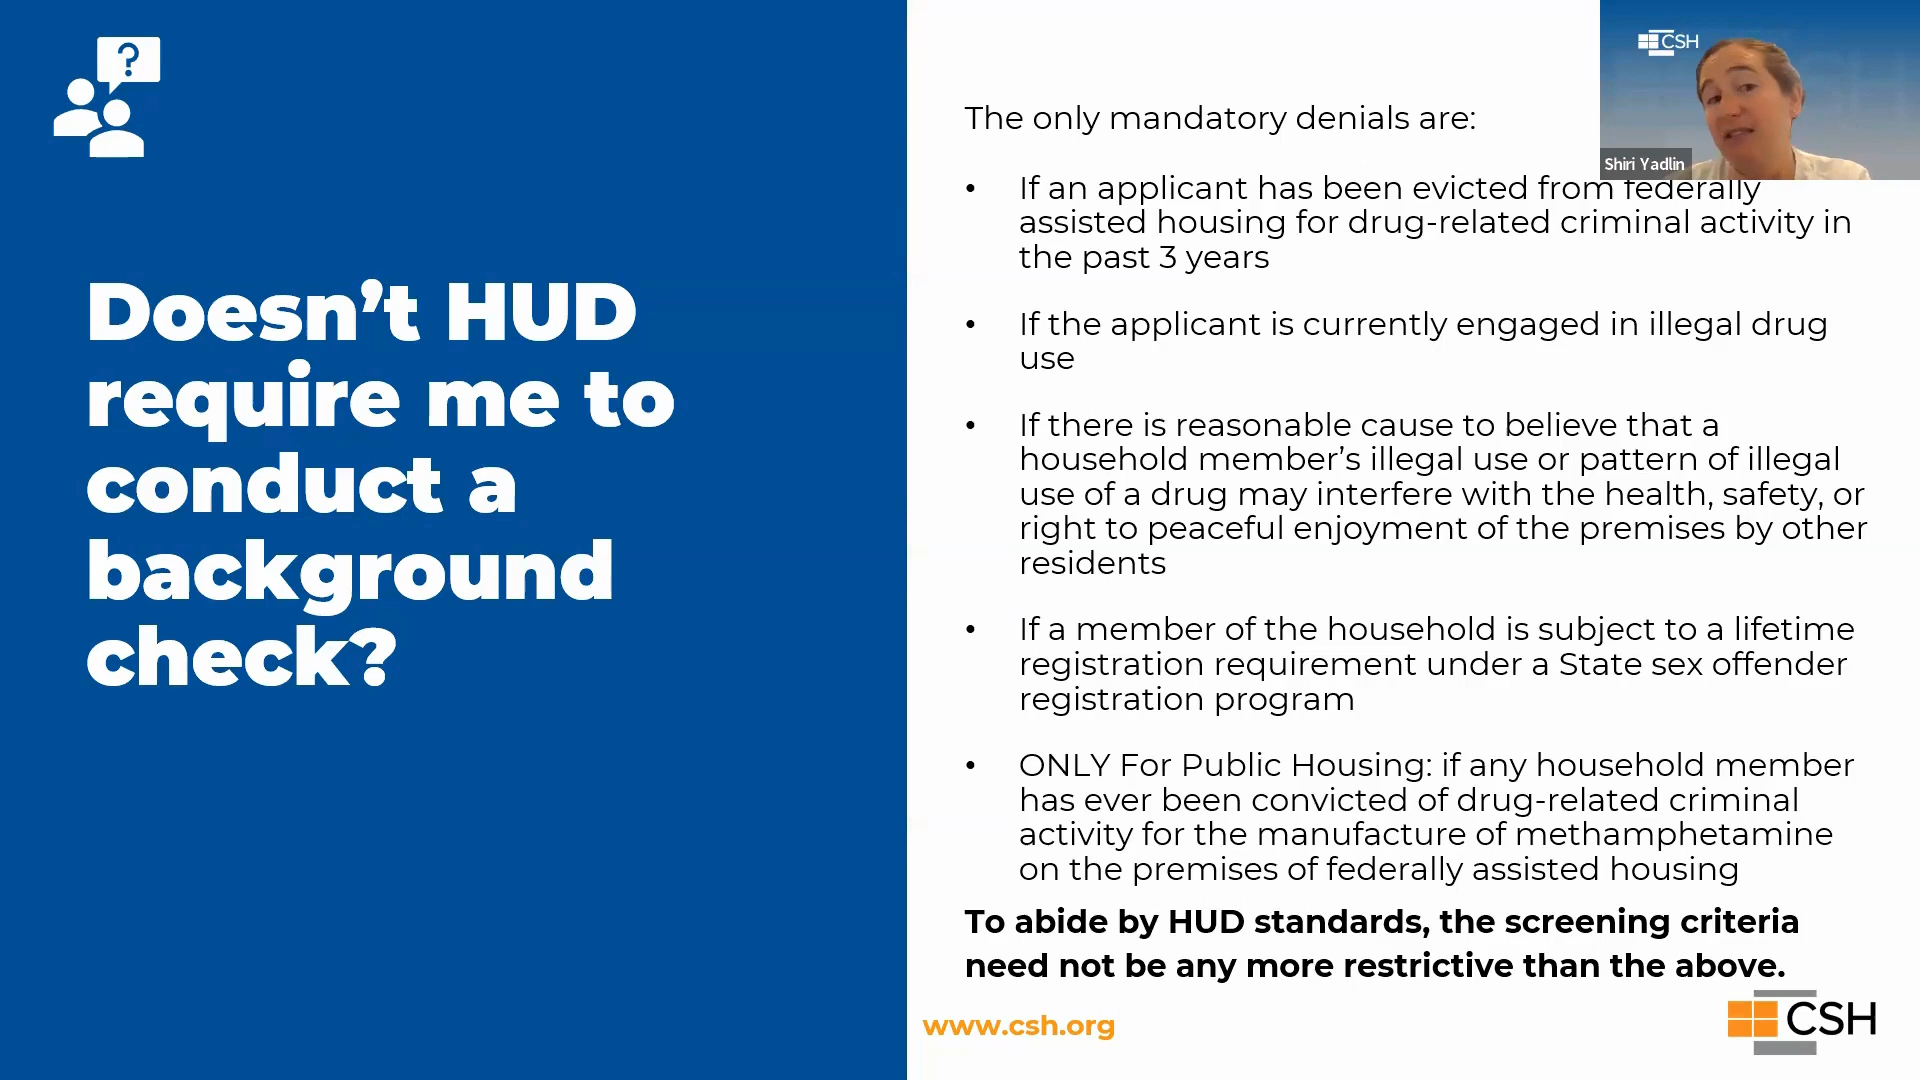 ?
Doesn’t HUD
require me to
conduct a
background
check?
The only mandatory denials are:
• If an applicant has been evicted from federally
assisted housing for drug-related criminal activity in
the past 3 years
• If the applicant is currently engaged in illegal drug
use
• If there is reasonable cause to believe that a
household member’s illegal use or pattern of illegal
use of a drug may interfere with the health, safety, or
right to peaceful enjoyment of the premises by other
residents
• If a member of the household is subject to a lifetime
registration requirement under a State sex offender
registration program
• ONLY For Public Housing: if any household member
has ever been convicted of drug-related criminal
activity for the manufacture of methamphetamine
on the premises of federally assisted housing
To abide by HUD standards, the screening criteria
need not be any more restrictive than the above.
www.csh.org
CSH
CSH
Shiri Yadlin